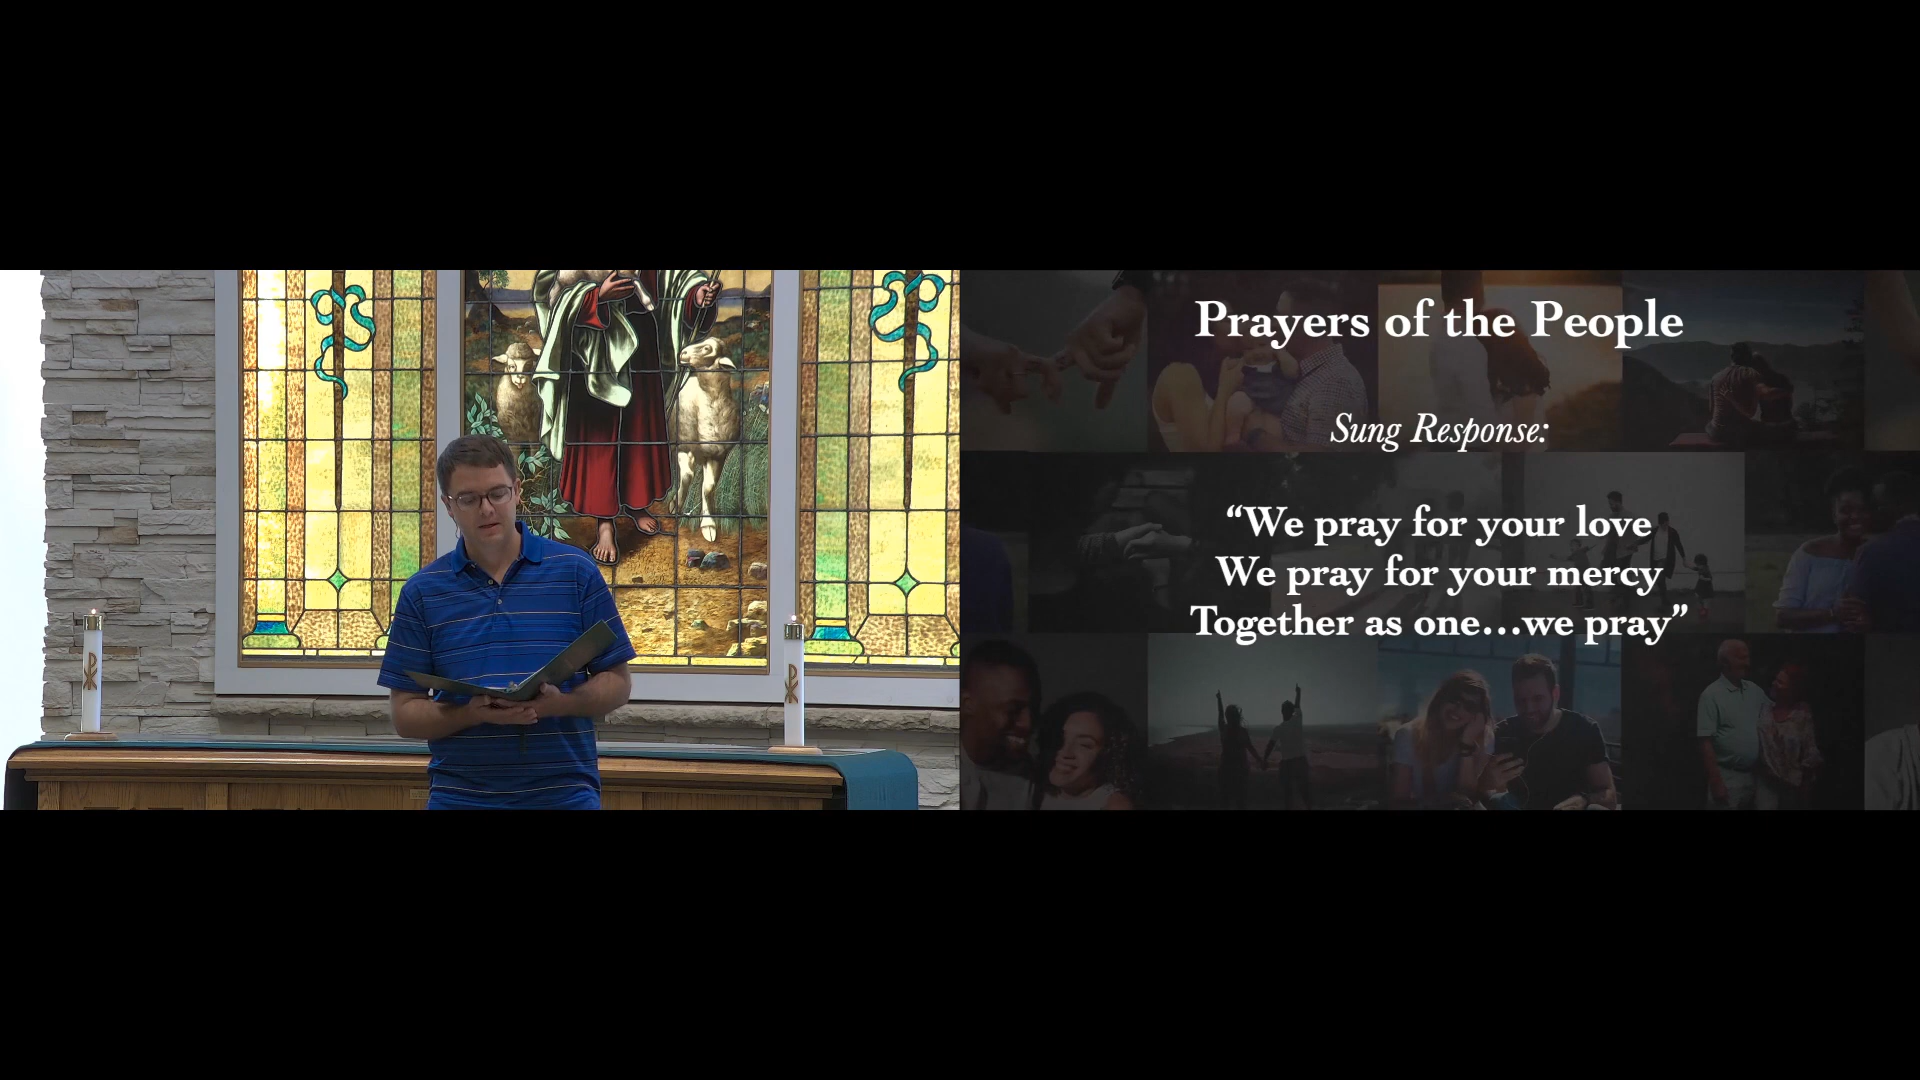 Prayers of the People
Sung Response:
“We pray for your love
We pray for your mercy
Together as one...we pray”